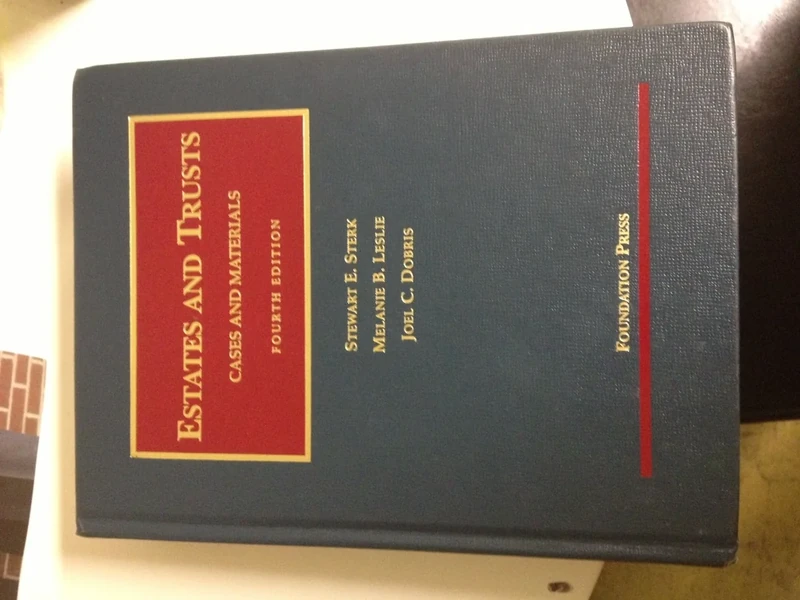 ESTATES AND TRUSTS
CASES AND MATERIALS
FOURTH EDITION
STEWART E. STERK
MELANIE B. LESLIE
JOEL C. DOBRIS
FOUNDATION PRESS